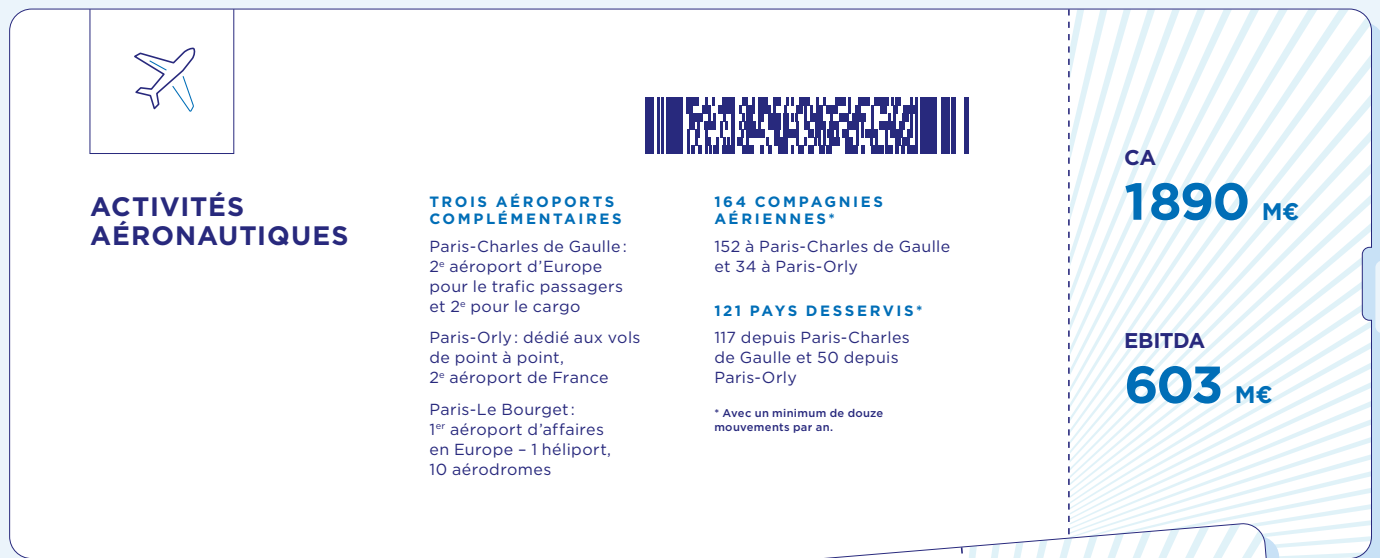 ACTIVITÉS
AÉRONAUTIQUES
TROIS AÉROPORTS
COMPLÉMENTAIRES
Paris-Charles de Gaulle :
2e aéroport d’Europe
pour le trafic passagers
et 2e pour le cargo
Paris-Orly : dédié aux vols
de point à point,
2e aéroport de France
Paris-Le Bourget :
1er aéroport d’affaires
en Europe – 1 héliport,
10 aérodromes
164 COMPAGNIES
AÉRIENNES*
152 à Paris-Charles de Gaulle
et 34 à Paris-Orly
121 PAYS DESSERVIS*
117 depuis Paris-Charles
de Gaulle et 50 depuis
Paris-Orly
* Avec un minimum de douze
mouvements par an.
CA
1890 M€
EBITDA
603 M€